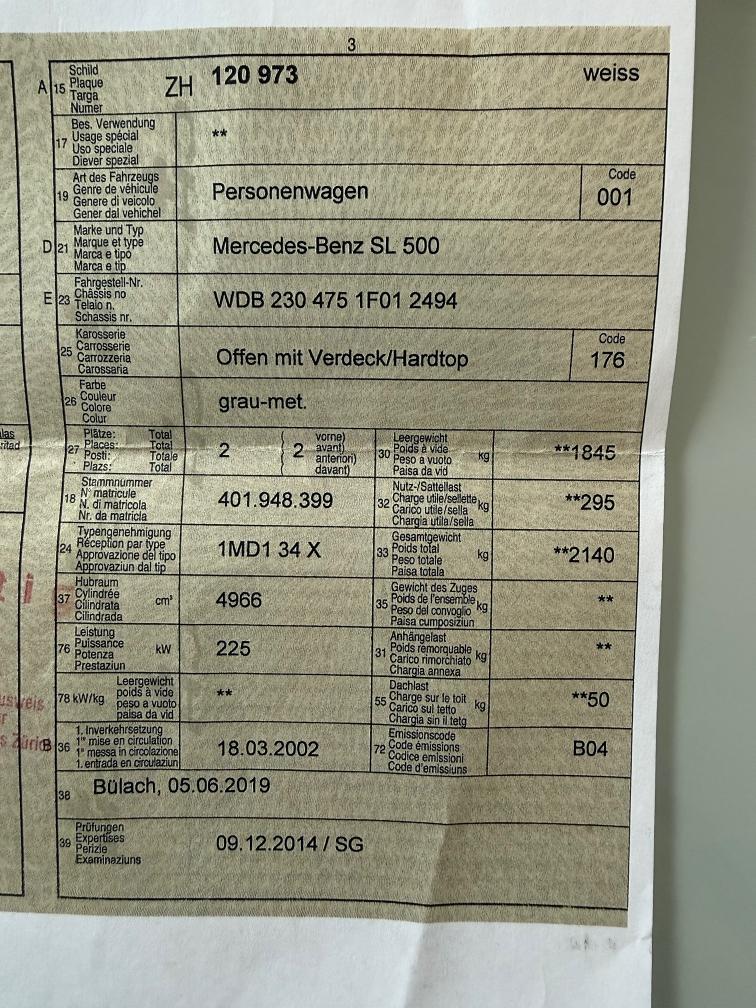 3
A 15 Schild
Plaque
Targa
Numer
ZH 120 973 weiss
17 Bes. Verwendung
Usage spécial
Uso speciale
Diever spezial
**
19 Art des Fahrzeugs
Genre de véhicule
Genere di veicolo
Gener dal vehichel
Personenwagen
Code
001
D 21 Marke und Typ
Marque et type
Marca e tipo
Marca e tip
Mercedes-Benz SL 500
E 23 Fahrgestell-Nr.
Châssis no
Telaio n.
Schassis nr.
WDB 230 475 1F01 2494
25 Karosserie
Carrosserie
Carrozzeria
Carossaria
Offen mit Verdeck/Hardtop
Code
176
26 Farbe
Couleur
Colore
Colur
grau-met.
27 Plätze: Total
Places: Total
Posti: Totale
Plazs: Total
2
2 vorne)
avant)
anteriori)
davant)
30 Leergewicht
Poids à vide
Peso a vuoto
Paisa da vid
kg
**1845
18 Stammnummer
N° matricule
N. di matricola
Nr. da matricla
401.948.399
32 Nutz-/Sattellast
Charge utile/sellette
Carico utile/sella
Chargia utila/sella
kg
**295
24 Typengenehmigung
Réception par type
Approvazione del tipo
Approvaziun dal tip
1MD1 34 X
33 Gesamtgewicht
Poids total
Peso totale
Paisa totala
kg
**2140
37 Hubraum
Cylindrée
Cilindrata
Cilindrada
cm³
4966
35 Gewicht des Zuges
Poids de l'ensemble
Peso del convoglio
Paisa cumposiziun
kg
**
76 Leistung
Puissance
Potenza
Prestaziun
kW
225
31 Anhängelast
Poids remorquable
Carico rimorchiato
Chargia annexa
kg
**
78 kW/kg Leergewicht
poids à vide
peso a vuoto
paisa da vid
**
55 Dachlast
Charge sur le toit
Carico sul tetto
Chargia sin il tetg
kg
**50
B 36 1. Inverkehrsetzung
1re mise en circulation
1a messa in circolazione
1. entrada en circulaziun
18.03.2002
72 Emissionscode
Code émissions
Codice emissioni
Code d'emissiuns
B04
38 Bülach, 05.06.2019
39 Prüfungen
Expertises
Perizie
Examinaziuns
09.12.2014 / SG